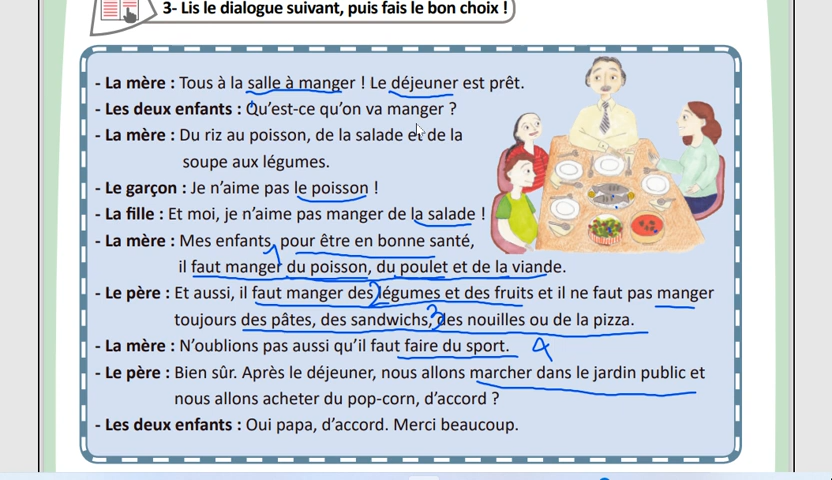 3- Lis le dialogue suivant, puis fais le bon choix !
- La mère : Tous à la salle à manger ! Le déjeuner est prêt.
- Les deux enfants : Qu'est-ce qu'on va manger ?
- La mère : Du riz au poisson, de la salade et de la
soupe aux légumes.
- Le garçon : Je n'aime pas le poisson !
- La fille : Et moi, je n'aime pas manger de la salade !
- La mère : Mes enfants, pour être en bonne santé,
il faut manger du poisson, du poulet et de la viande.
1
- Le père : Et aussi, il faut manger des légumes et des fruits et il ne faut pas manger
2
toujours des pâtes, des sandwichs, des nouilles ou de la pizza.
3
- La mère : N'oublions pas aussi qu'il faut faire du sport. 4
- Le père : Bien sûr. Après le déjeuner, nous allons marcher dans le jardin public et
nous allons acheter du pop-corn, d'accord ?
- Les deux enfants : Oui papa, d'accord. Merci beaucoup.